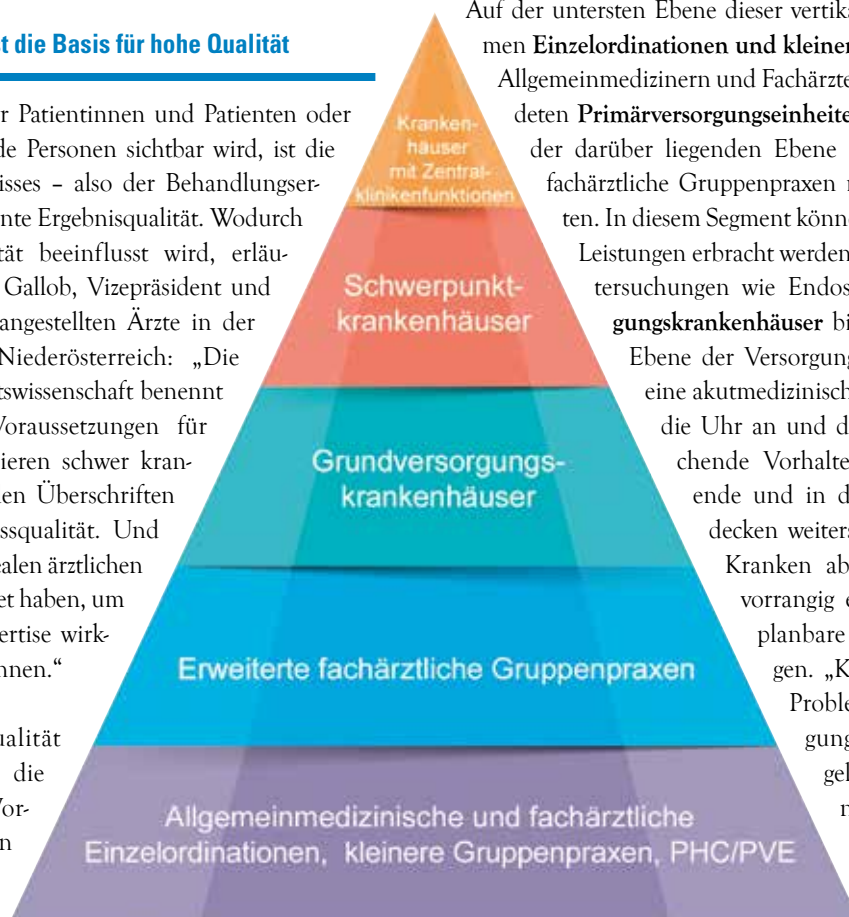 st die Basis für hohe Qualität
r Patientinnen und Patienten oder
de Personen sichtbar wird, ist die
isses – also der Behandlungser-
nte Ergebnisqualität. Wodurch
tät beeinflusst wird, erläu-
Gallob, Vizepräsident und
angestellten Ärzte in der
Niederösterreich: „Die
tswissenschaft benennt
Voraussetzungen für
ieren schwer kran-
en Überschriften
ssqualität. Und
ealen ärztlichen
et haben, um
ertise wirk-
nnen.“
ualität
die
Vor-
n
Kranken-
häuser
mit Zentral-
klinikenfunktionen
Schwerpunkt-
krankenhäuser
Grundversorgungs-
krankenhäuser
Erweiterte fachärztliche Gruppenpraxen
Allgemeinmedizinische und fachärztliche
Einzelordinationen, kleinere Gruppenpraxen, PHC/PVE
Auf der untersten Ebene dieser vertika
men Einzelordinationen und kleiner
Allgemeinmedizinern und Fachärzte
deten Primärversorgungseinheite
der darüber liegenden Ebene
fachärztliche Gruppenpraxen
ten. In diesem Segment könne
Leistungen erbracht werden
tersuchungen wie Endos
gungskrankenhäuser bi
Ebene der Versorgung
eine akutmedizinisch
die Uhr an und d
chende Vorhalte
ende und in d
decken weiters
Kranken ab
vorrangig e
planbare
gen. „K
Proble
gung
gel
n